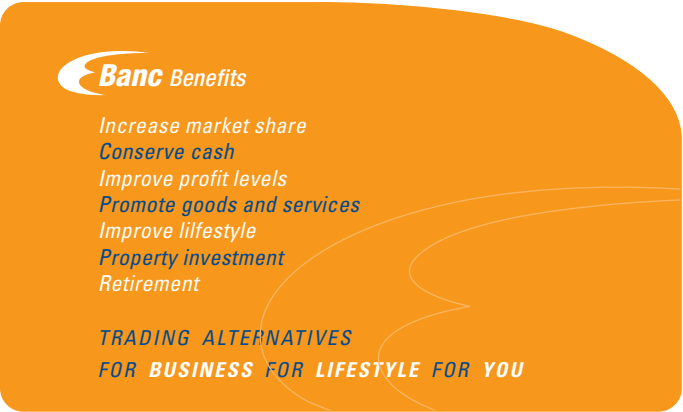 Banc Benefits
Increase market share
Conserve cash
Improve profit levels
Promote goods and services
Improve lilfestyle
Property investment
Retirement
TRADING ALTERNATIVES
FOR BUSINESS FOR LIFESTYLE FOR YOU